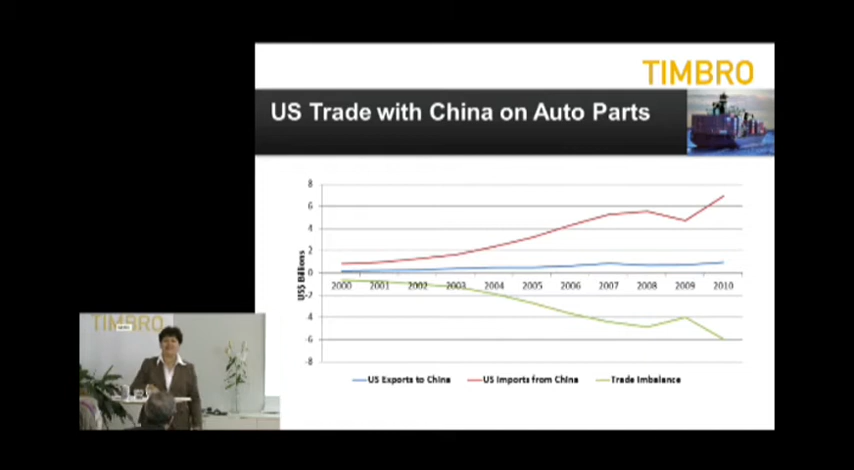 TIMBRO
US Trade with China on Auto Parts
8
6
4
2
0
-2
-4
-6
-8
US$ Billions
2000 2001 2002 2003 2004 2005 2006 2007 2008 2009 2010
US Exports to China US Imports from China Trade Imbalance
TIMBRO